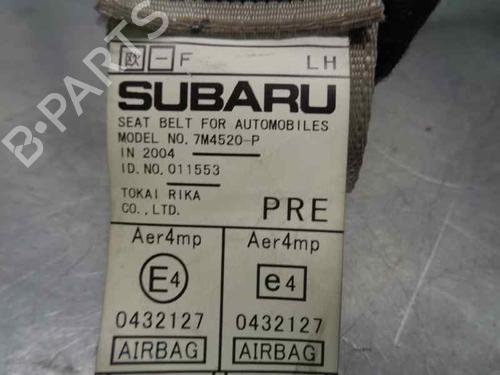 欧 一 F LH
SUBARU
SEAT BELT FOR AUTOMOBILES
MODEL NO. 7M4520-P
IN 2004
ID. NO. 011553
TOKAI RIKA
CO., LTD. PRE
Aer4mp Aer4mp
E4 e4
0432127 0432127
AIRBAG AIRBAG
B-PARTS